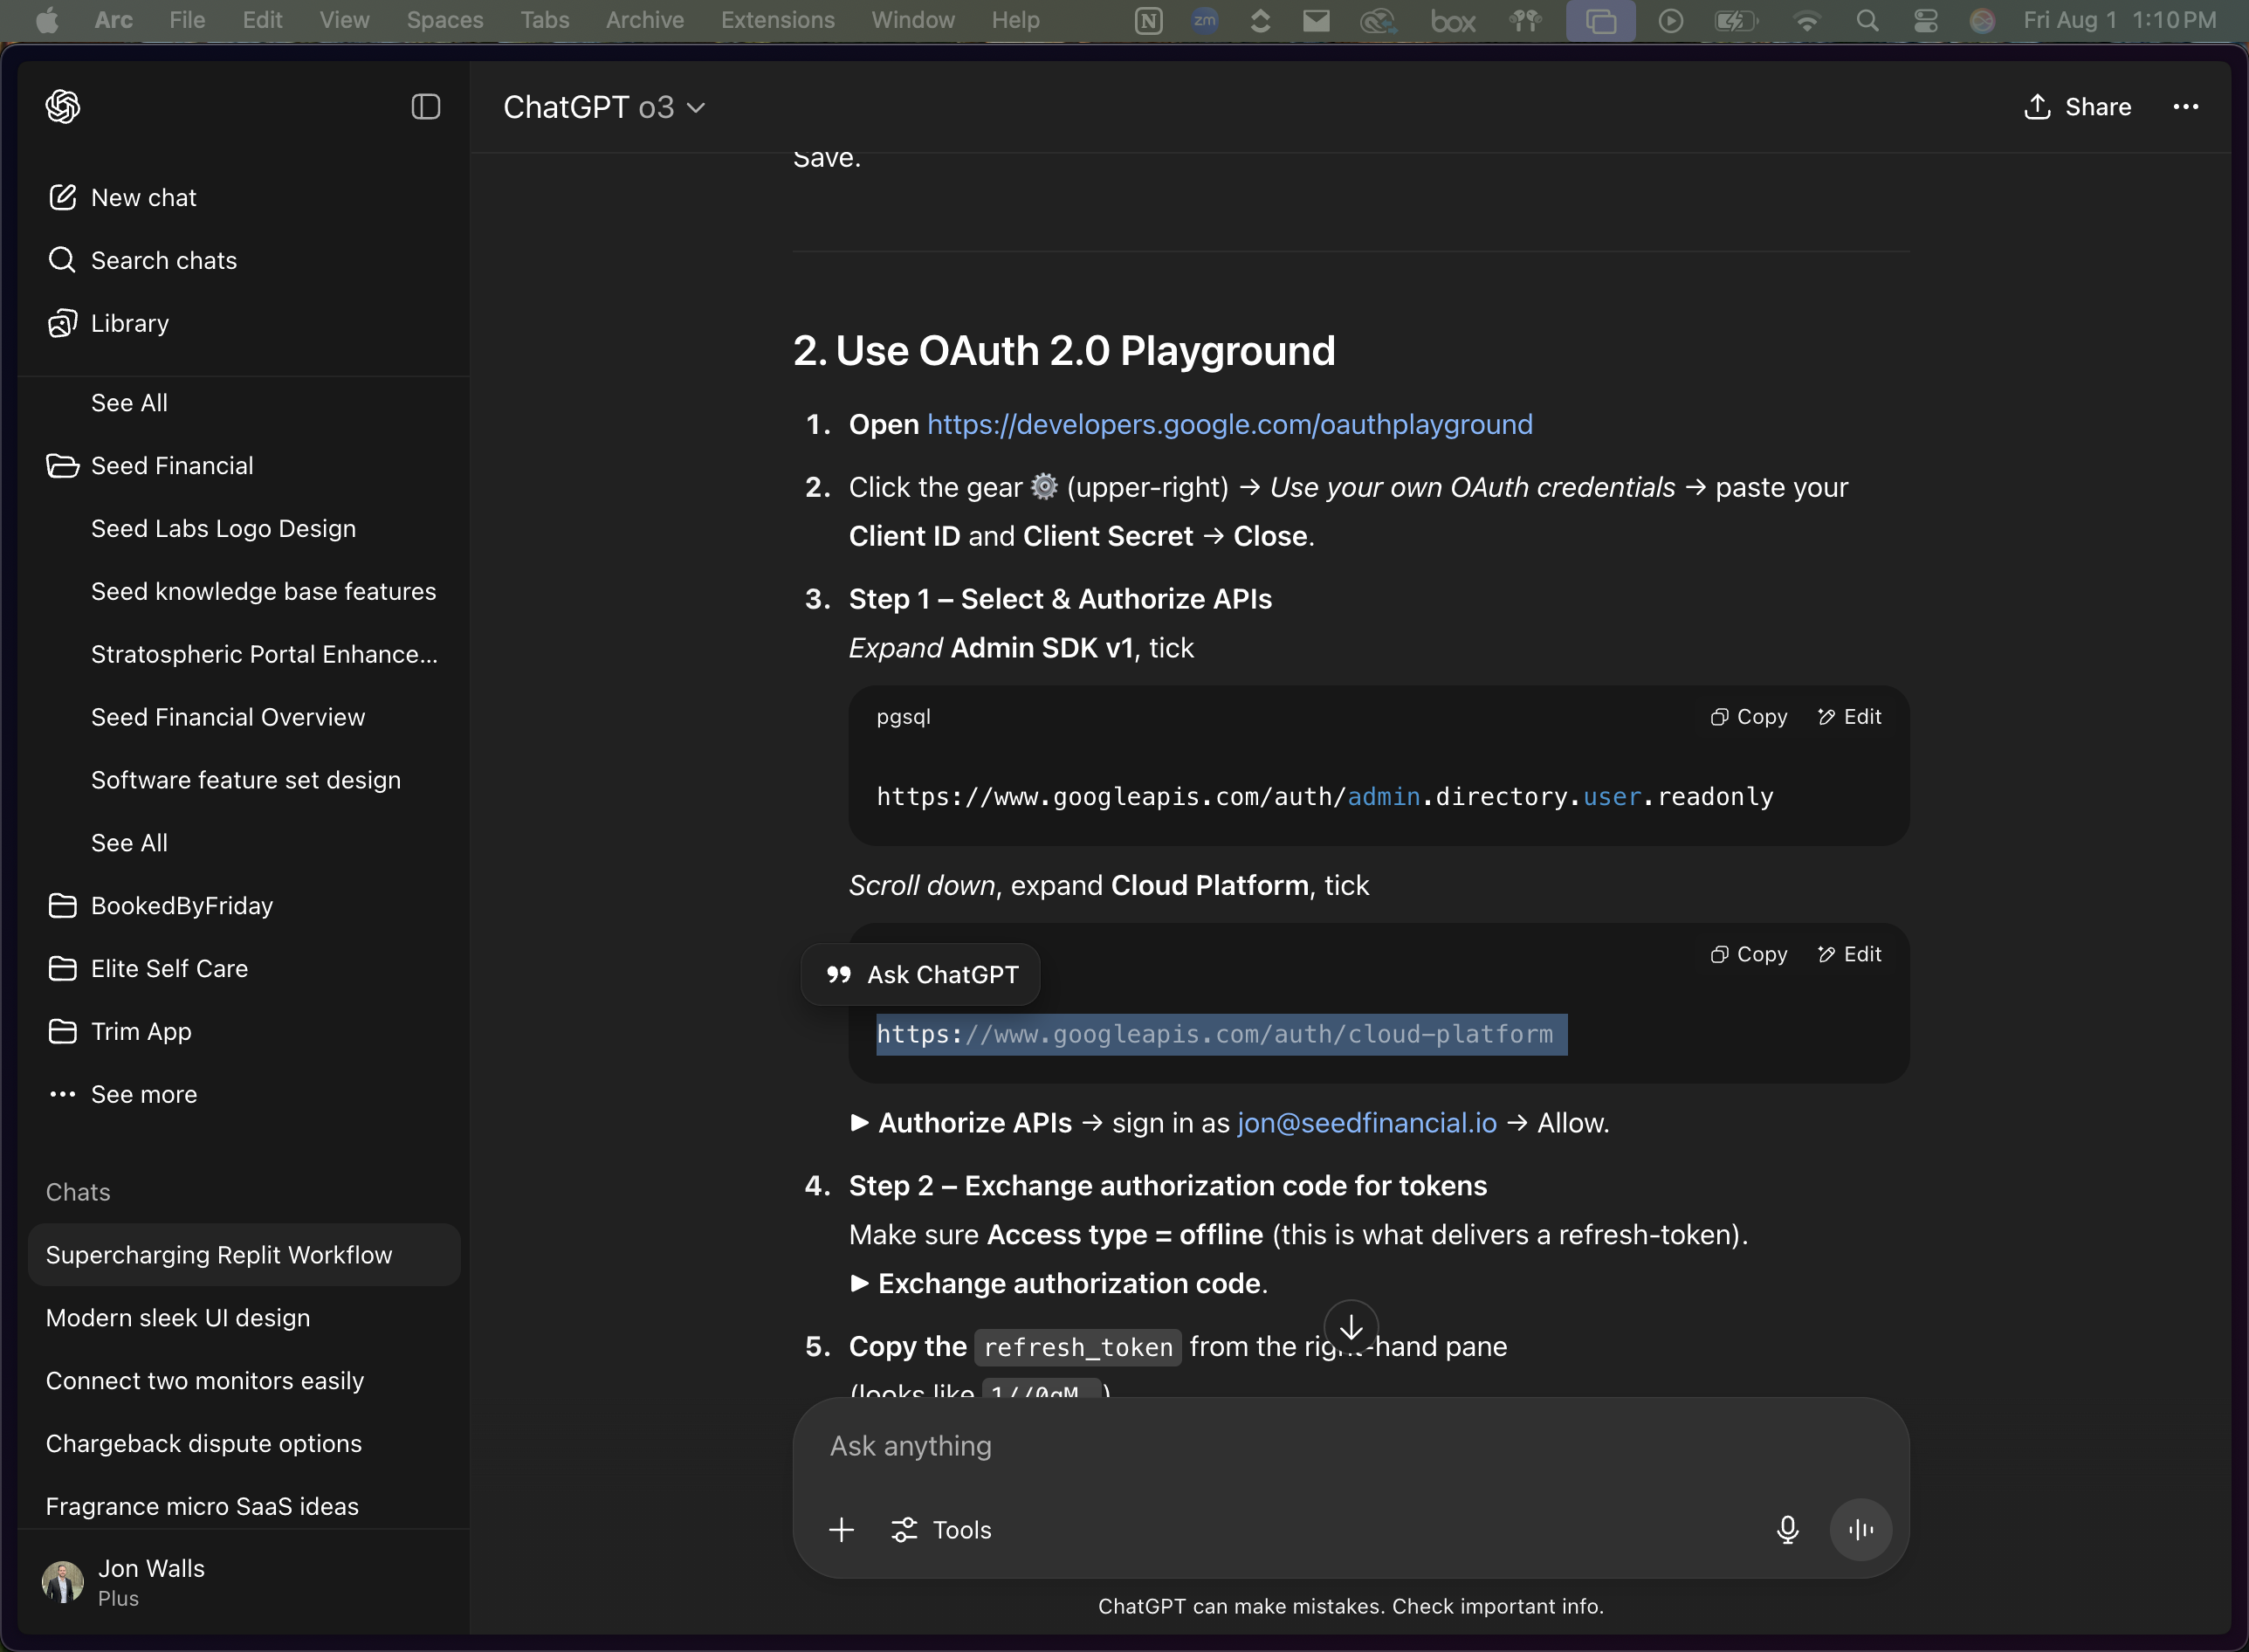 Arc File Edit View Spaces Tabs Archive Extensions Window Help N zm box Fri Aug 1 1:10 PM
ChatGPT o3
Share
New chat
Search chats
Library
See All
Seed Financial
Seed Labs Logo Design
Seed knowledge base features
Stratospheric Portal Enhance...
Seed Financial Overview
Software feature set design
See All
BookedByFriday
Elite Self Care
Trim App
See more
Chats
Supercharging Replit Workflow
Modern sleek UI design
Connect two monitors easily
Chargeback dispute options
Fragrance micro SaaS ideas
Jon Walls
Plus
Save.
2. Use OAuth 2.0 Playground
1. Open https://developers.google.com/oauthplayground
2. Click the gear ⚙️ (upper-right) → Use your own OAuth credentials → paste your
Client ID and Client Secret → Close.
3. Step 1 – Select & Authorize APIs
Expand Admin SDK v1, tick
pgsql Copy Edit
https://www.googleapis.com/auth/admin.directory.user.readonly
Scroll down, expand Cloud Platform, tick
Copy Edit
Ask ChatGPT
https://www.googleapis.com/auth/cloud-platform
▶ Authorize APIs → sign in as jon@seedfinancial.io → Allow.
4. Step 2 – Exchange authorization code for tokens
Make sure Access type = offline (this is what delivers a refresh-token).
▶ Exchange authorization code.
5. Copy the refresh_token from the right-hand pane
(looks like 1//0gM…)
Ask anything
Tools
ChatGPT can make mistakes. Check important info.